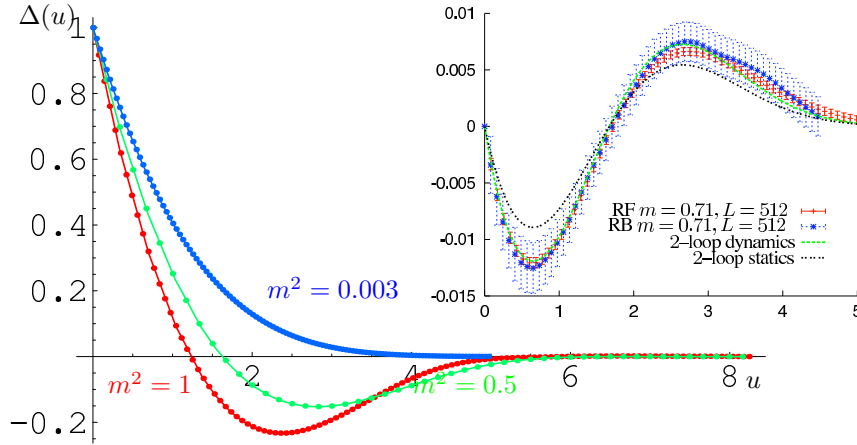 Δ(u)
1
0.8
0.6
0.4
0.2
-0.2
2
4
6
8
u
m² = 0.003
m² = 1
m² = 0.5
0.01
0.005
0
-0.005
-0.01
-0.015
0 1 2 3 4 5
RF m = 0.71, L = 512
RB m = 0.71, L = 512
2-loop dynamics
2-loop statics